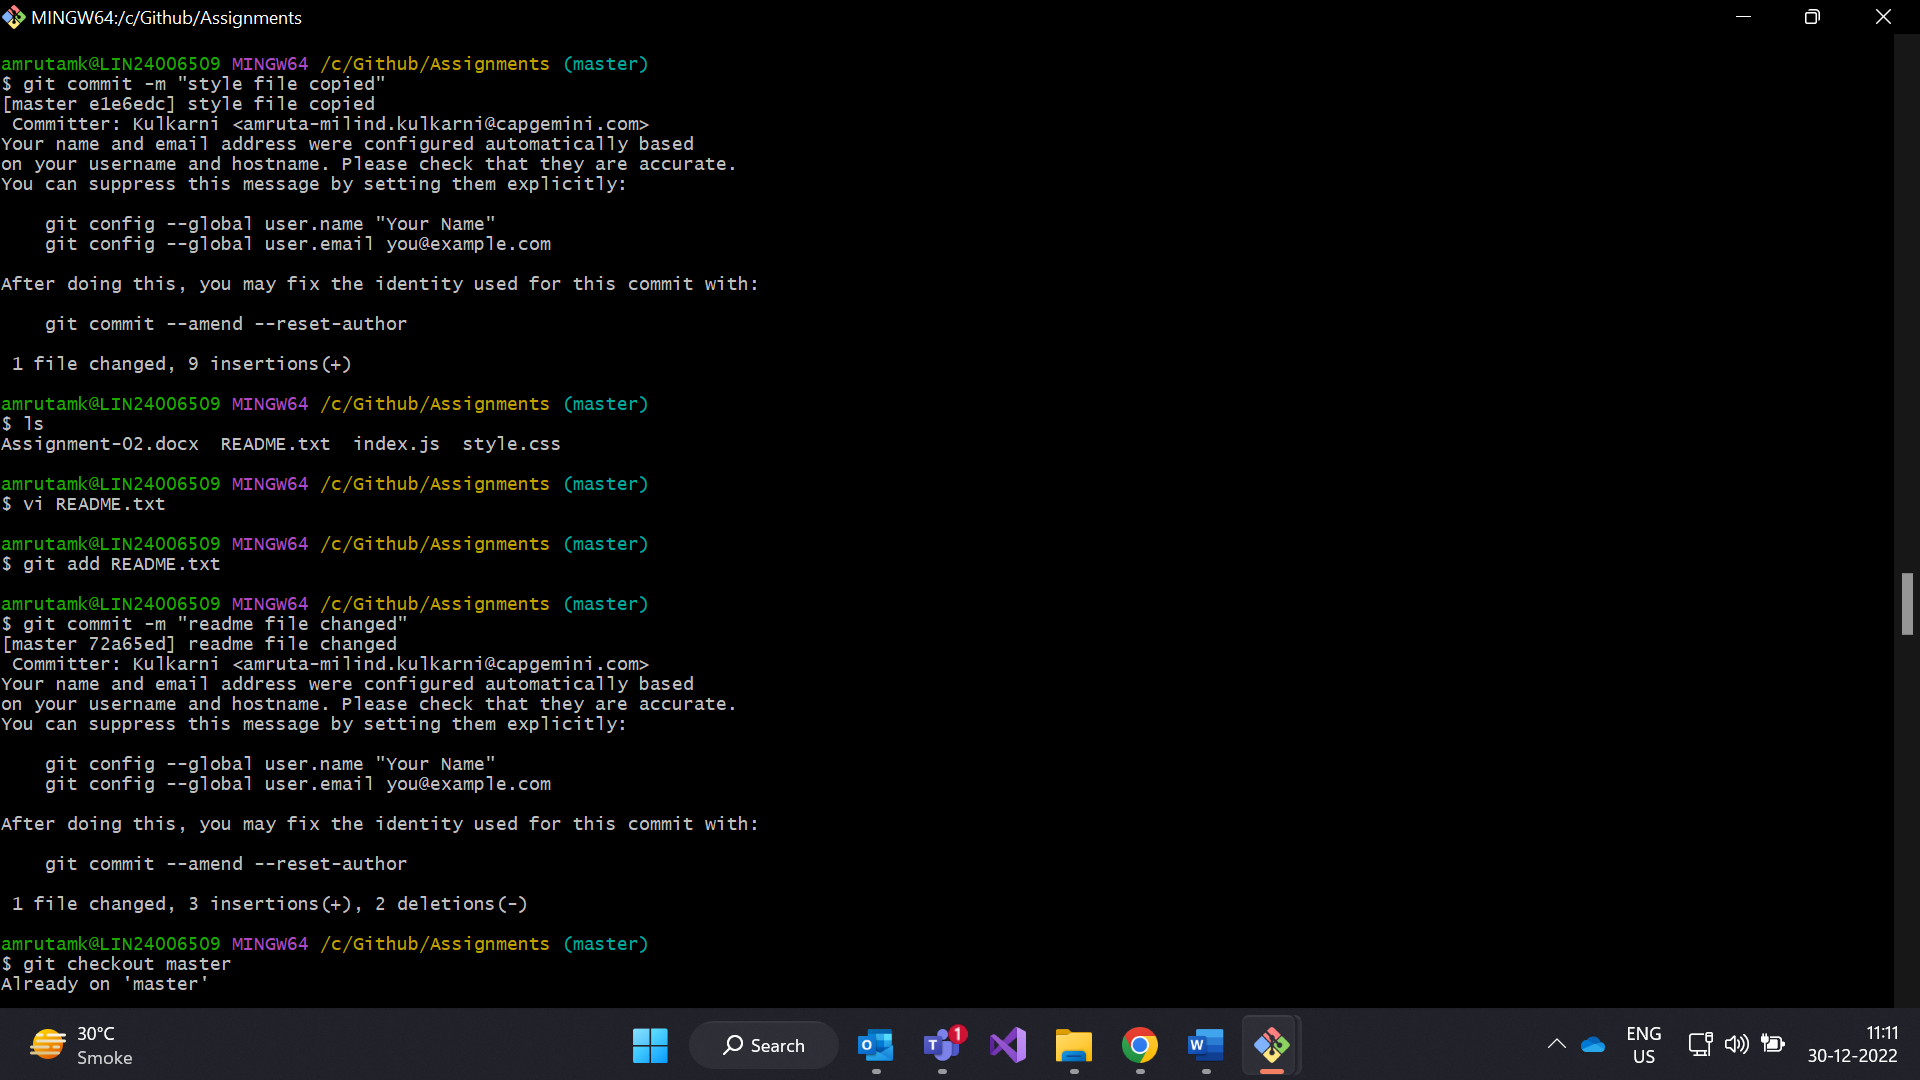 MINGW64:/c/Github/Assignments
amrutamk@LIN24006509 MINGW64 /c/Github/Assignments (master)
$ git commit -m "style file copied"
[master e1e6edc] style file copied
 Committer: Kulkarni <amruta-milind.kulkarni@capgemini.com>
Your name and email address were configured automatically based
on your username and hostname. Please check that they are accurate.
You can suppress this message by setting them explicitly:
    git config --global user.name "Your Name"
    git config --global user.email you@example.com
After doing this, you may fix the identity used for this commit with:
    git commit --amend --reset-author
 1 file changed, 9 insertions(+)
amrutamk@LIN24006509 MINGW64 /c/Github/Assignments (master)
$ ls
Assignment-02.docx  README.txt  index.js  style.css
amrutamk@LIN24006509 MINGW64 /c/Github/Assignments (master)
$ vi README.txt
amrutamk@LIN24006509 MINGW64 /c/Github/Assignments (master)
$ git add README.txt
amrutamk@LIN24006509 MINGW64 /c/Github/Assignments (master)
$ git commit -m "readme file changed"
[master 72a65ed] readme file changed
 Committer: Kulkarni <amruta-milind.kulkarni@capgemini.com>
Your name and email address were configured automatically based
on your username and hostname. Please check that they are accurate.
You can suppress this message by setting them explicitly:
    git config --global user.name "Your Name"
    git config --global user.email you@example.com
After doing this, you may fix the identity used for this commit with:
    git commit --amend --reset-author
 1 file changed, 3 insertions(+), 2 deletions(-)
amrutamk@LIN24006509 MINGW64 /c/Github/Assignments (master)
$ git checkout master
Already on 'master'
30°C
Smoke
Search
O
T
1
W
ENG
US
11:11
30-12-2022